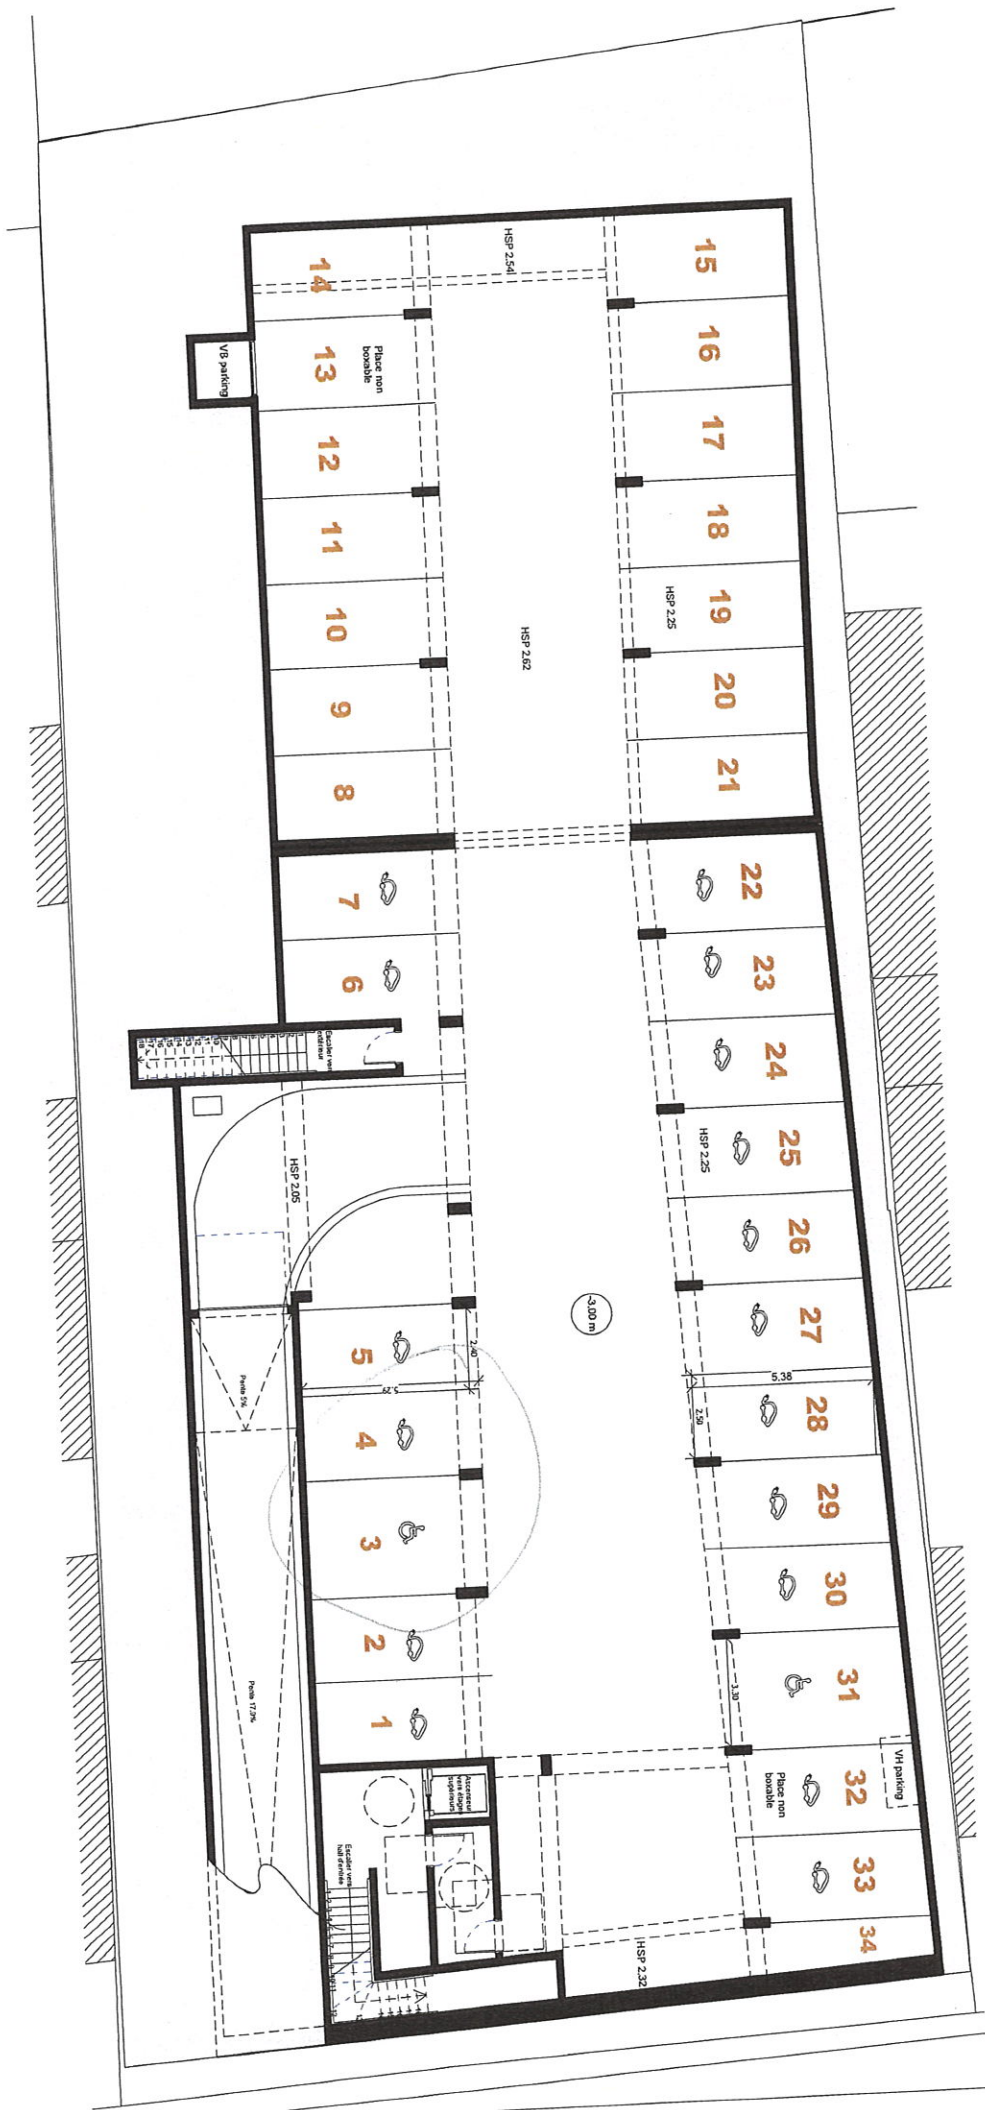 15
HSP 2.54
14
16
Place non
boxable
13
VB parking
17
12
18
11
HSP 2.25
19
10
HSP 2.62
20
9
21
8
22
7
23
6
Escalier vers
extérieur
24
HSP 2.25
25
HSP 2.05
26
-3.00 m
27
5
2.40
5.29
5.38
2.50
28
4
Pente 5%
29
3
30
2
31
3.30
1
Pente 17.9%
VH parking
32
Place non
boxable
Ascenseur
vers étages
supérieurs
33
Escalier vers
hall d'entrée
34
HSP 2.32